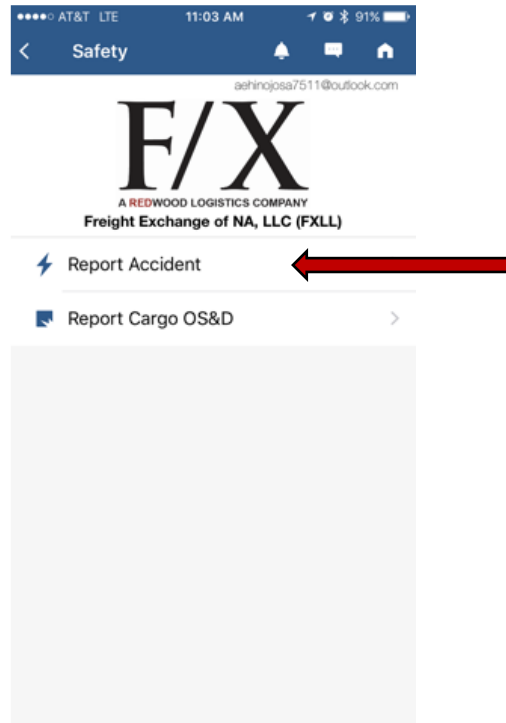 AT&T LTE 11:03 AM 91%
Safety
aehinojosa7511@outlook.com
F/X
A REDWOOD LOGISTICS COMPANY
Freight Exchange of NA, LLC (FXLL)
Report Accident
Report Cargo OS&D